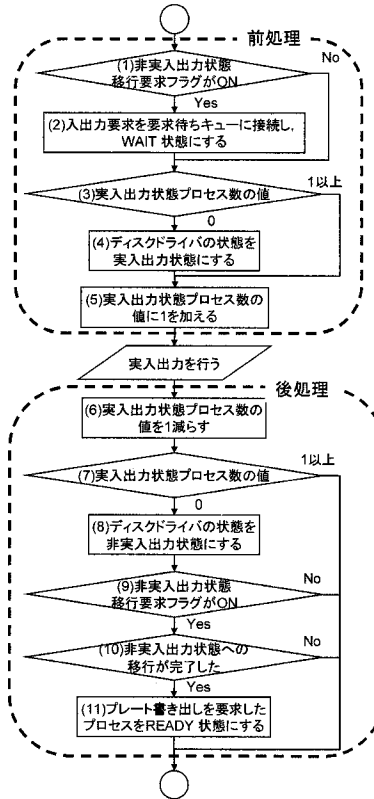 前処理
(1)非実入出力状態
移行要求フラグがON
No
Yes
(2)入出力要求を要求待ちキューに接続し,
WAIT 状態にする
(3)実入出力状態プロセス数の値
1以上
0
(4)ディスクドライバの状態を
実入出力状態にする
(5)実入出力状態プロセス数の
値に1を加える
実入出力を行う
後処理
(6)実入出力状態プロセス数の
値を1減らす
(7)実入出力状態プロセス数の値
1以上
0
(8)ディスクドライバの状態を
非実入出力状態にする
(9)非実入出力状態
移行要求フラグがON
No
Yes
(10)非実入出力状態への
移行が完了した
No
Yes
(11)プレート書き出しを要求した
プロセスをREADY 状態にする